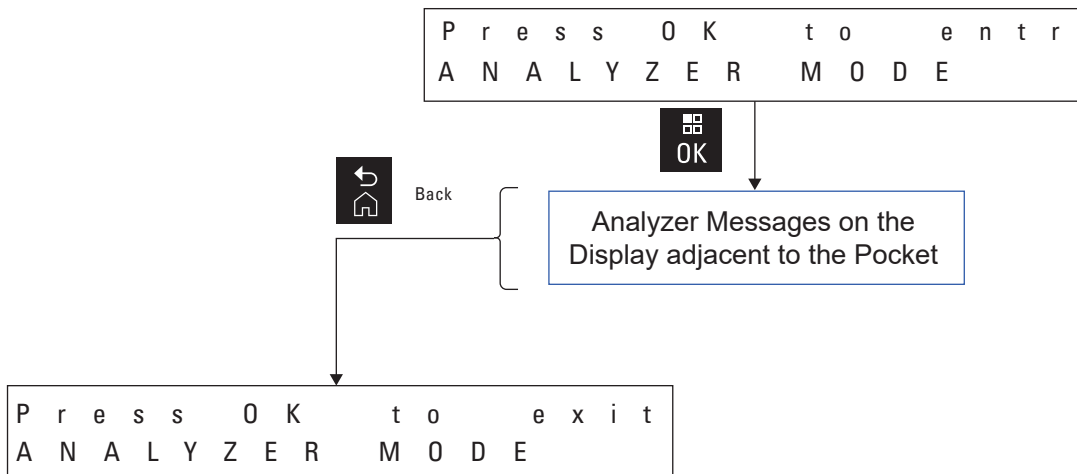 Press OK to entr
ANALYZER MODE
OK
Back
Analyzer Messages on the
Display adjacent to the Pocket
Press OK to exit
ANALYZER MODE